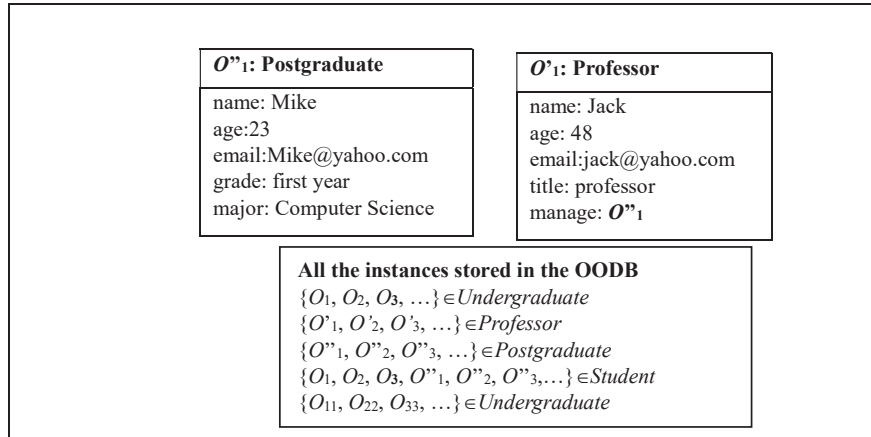 O”1: Postgraduate
name: Mike
age:23
email:Mike@yahoo.com
grade: first year
major: Computer Science
O’1: Professor
name: Jack
age: 48
email:jack@yahoo.com
title: professor
manage: O”1
All the instances stored in the OODB
{O1, O2, O3, …}∈Undergraduate
{O’1, O’2, O’3, …}∈Professor
{O”1, O”2, O”3, …}∈Postgraduate
{O1, O2, O3, O”1, O”2, O”3,…}∈Student
{O11, O22, O33, …}∈Undergraduate